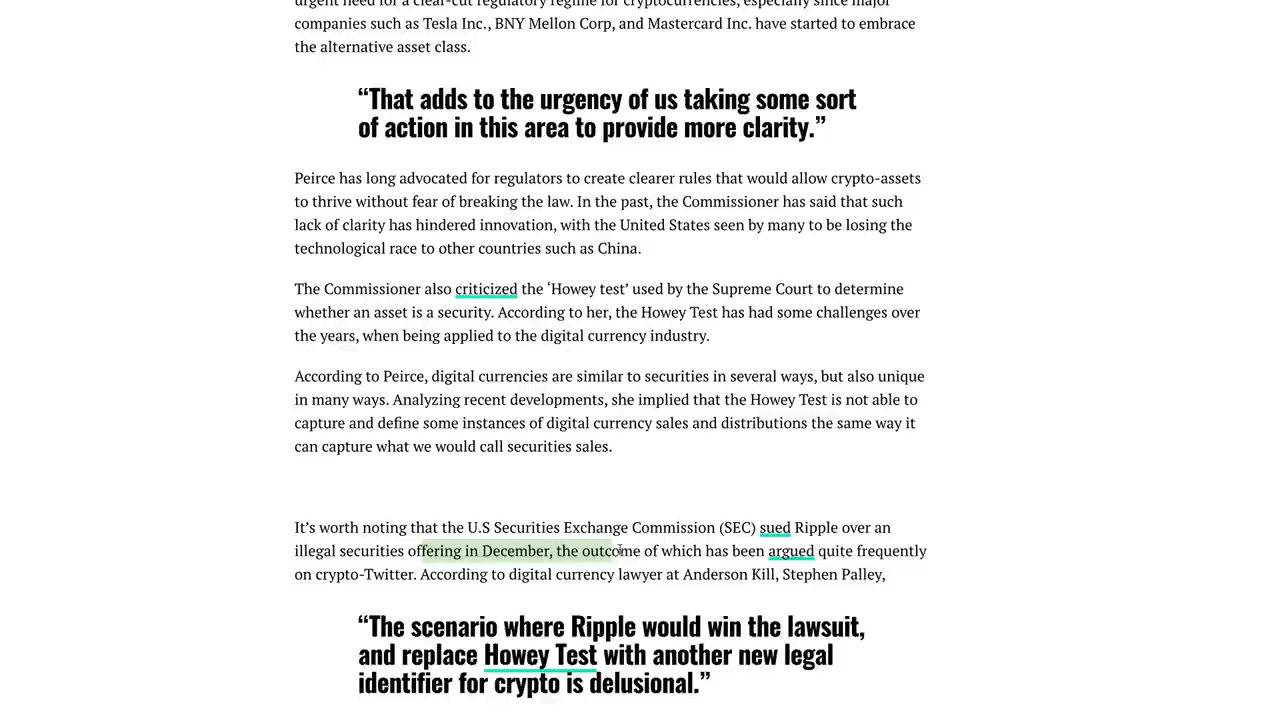 urgent need for a clear-cut regulatory regime for cryptocurrencies, especially since major
companies such as Tesla Inc., BNY Mellon Corp, and Mastercard Inc. have started to embrace
the alternative asset class.
“That adds to the urgency of us taking some sort
of action in this area to provide more clarity.”
Peirce has long advocated for regulators to create clearer rules that would allow crypto-assets
to thrive without fear of breaking the law. In the past, the Commissioner has said that such
lack of clarity has hindered innovation, with the United States seen by many to be losing the
technological race to other countries such as China.
The Commissioner also criticized the ‘Howey test’ used by the Supreme Court to determine
whether an asset is a security. According to her, the Howey Test has had some challenges over
the years, when being applied to the digital currency industry.
According to Peirce, digital currencies are similar to securities in several ways, but also unique
in many ways. Analyzing recent developments, she implied that the Howey Test is not able to
capture and define some instances of digital currency sales and distributions the same way it
can capture what we would call securities sales.
It’s worth noting that the U.S Securities Exchange Commission (SEC) sued Ripple over an
illegal securities offering in December, the outcome of which has been argued quite frequently
on crypto-Twitter. According to digital currency lawyer at Anderson Kill, Stephen Palley,
“The scenario where Ripple would win the lawsuit,
and replace Howey Test with another new legal
identifier for crypto is delusional.”